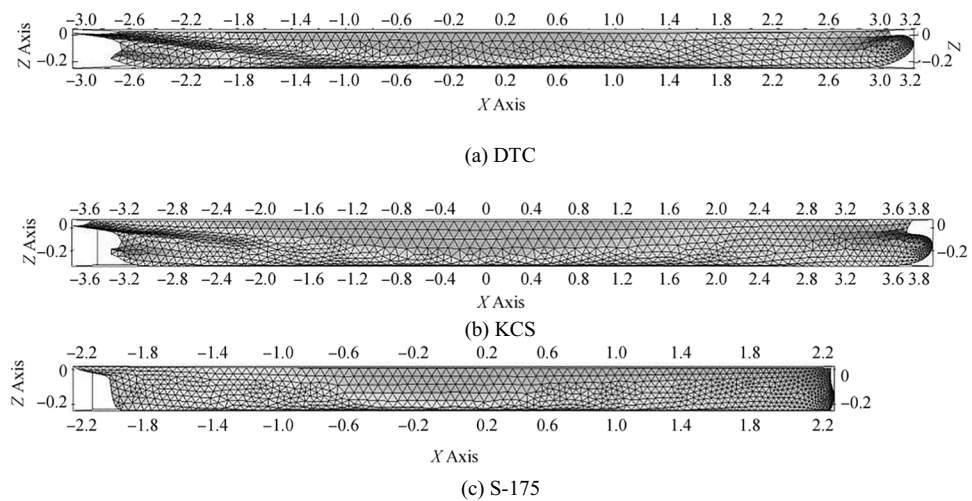 −3.0 −2.6 −2.2 −1.8 −1.4 −1.0 −0.6 −0.2 0.2 0.6 1.0 1.4 1.8 2.2 2.6 3.0 3.2
Z Axis 0 −0.2 0 −0.2 Z
−3.0 −2.6 −2.2 −1.8 −1.4 −1.0 −0.6 −0.2 0.2 0.6 1.0 1.4 1.8 2.2 2.6 3.0 3.2
X Axis
(a) DTC
−3.6 −3.2 −2.8 −2.4 −2.0 −1.6 −1.2 −0.8 −0.4 0 0.4 0.8 1.2 1.6 2.0 2.4 2.8 3.2 3.6 3.8
Z Axis 0 −0.2 0 −0.2
−3.6 −3.2 −2.8 −2.4 −2.0 −1.6 −1.2 −0.8 −0.4 0 0.4 0.8 1.2 1.6 2.0 2.4 2.8 3.2 3.6 3.8
X Axis
(b) KCS
−2.2 −1.8 −1.4 −1.0 −0.6 −0.2 0.2 0.6 1.0 1.4 1.8 2.2
Z Axis 0 −0.2 0 −0.2
−2.2 −1.8 −1.4 −1.0 −0.6 −0.2 0.2 0.6 1.0 1.4 1.8 2.2
X Axis
(c) S-175